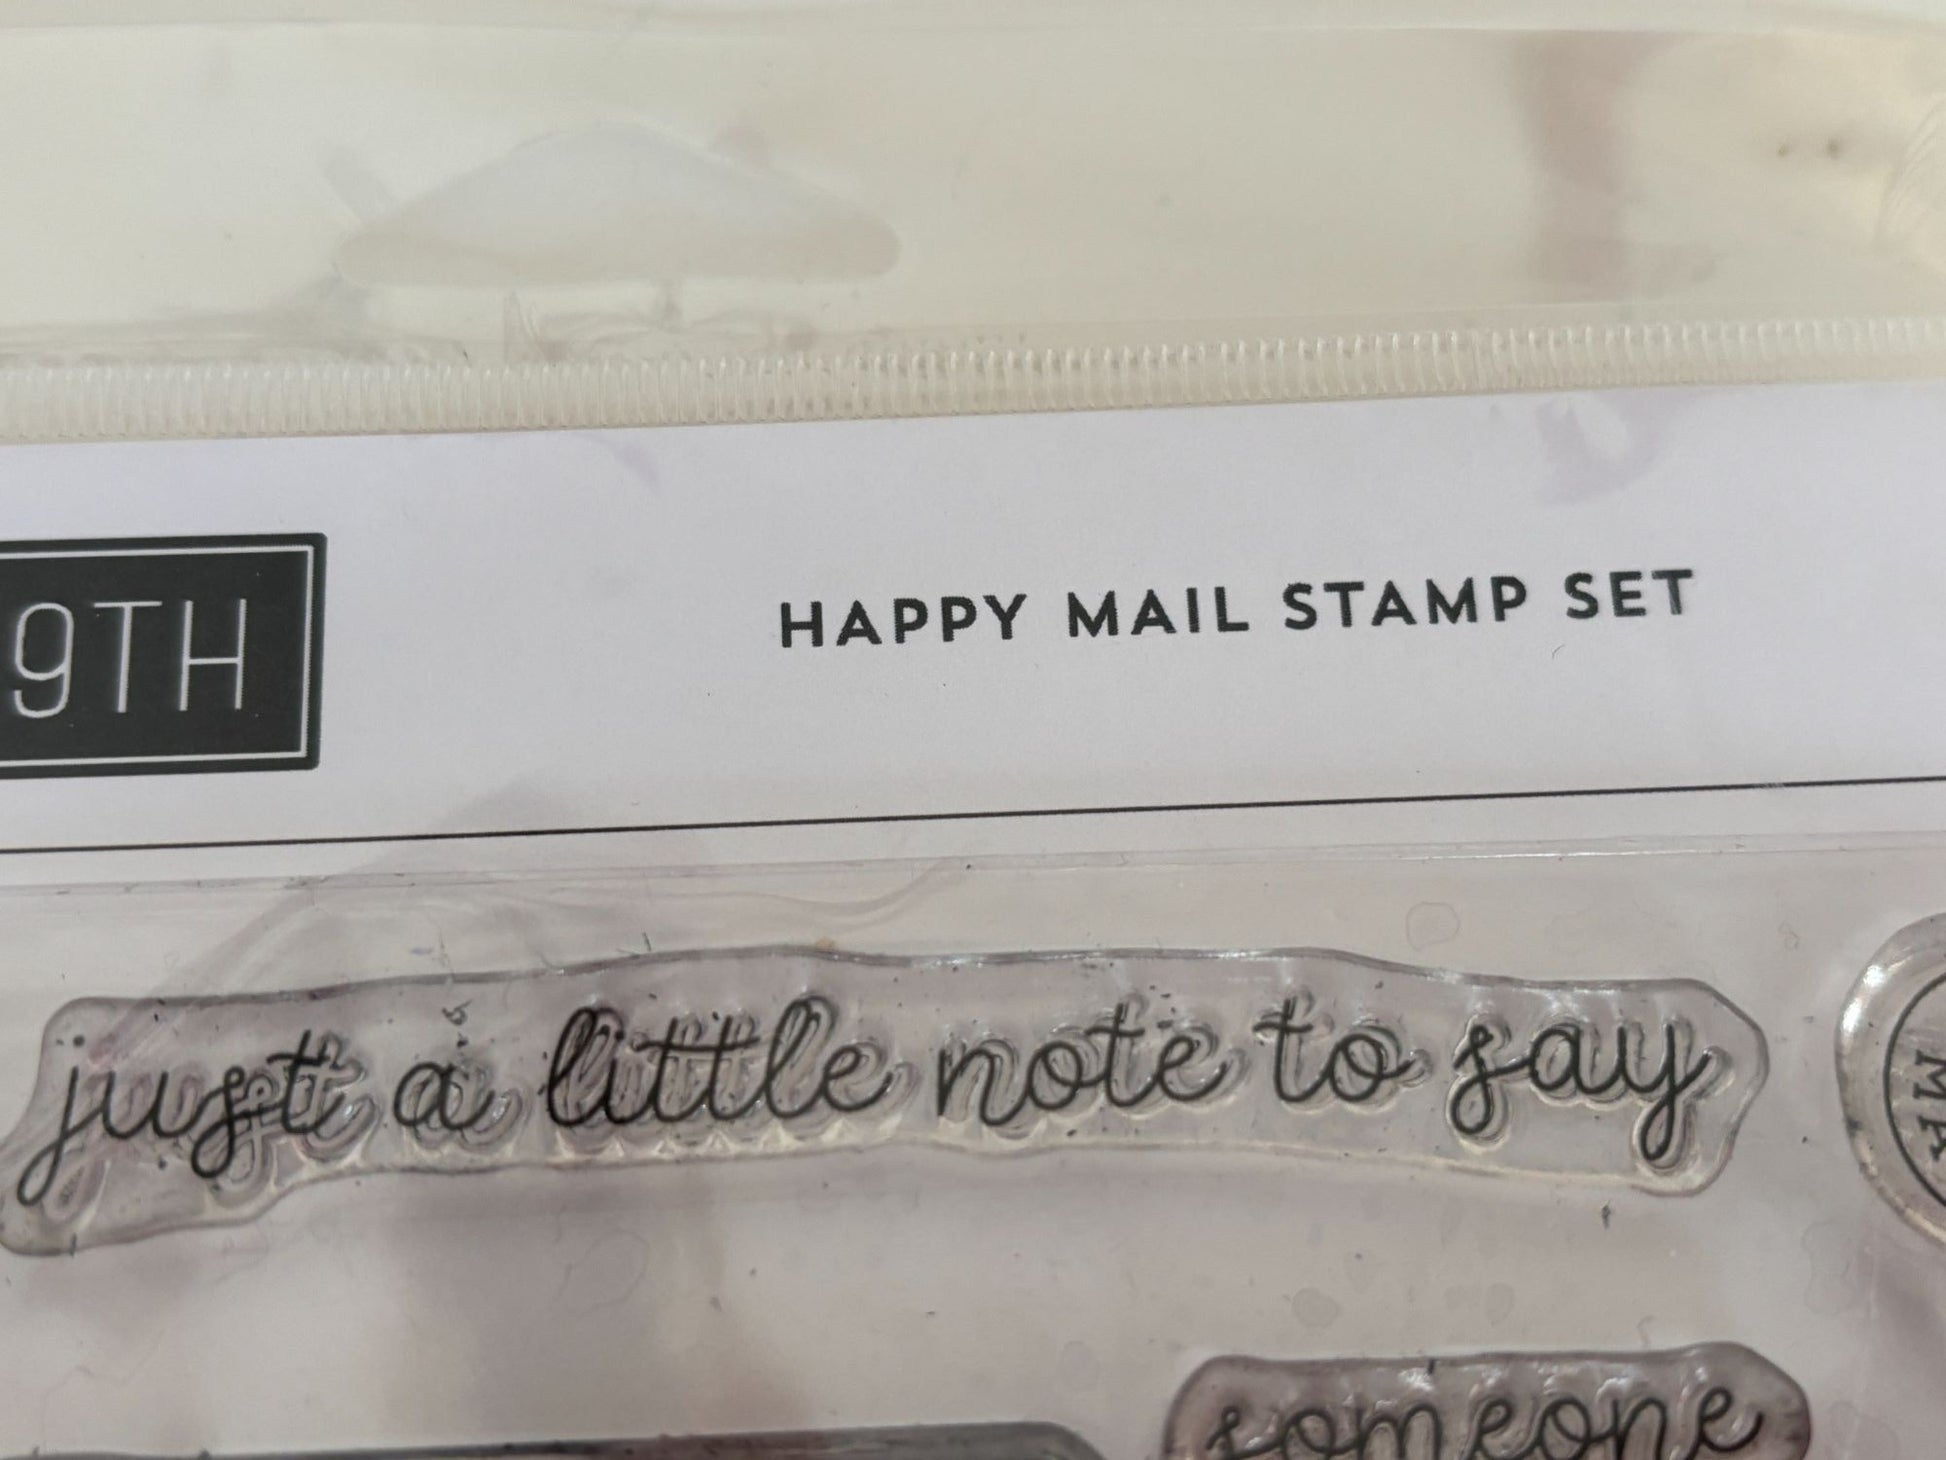 9TH
HAPPY MAIL STAMP SET
just a little note to say
someone